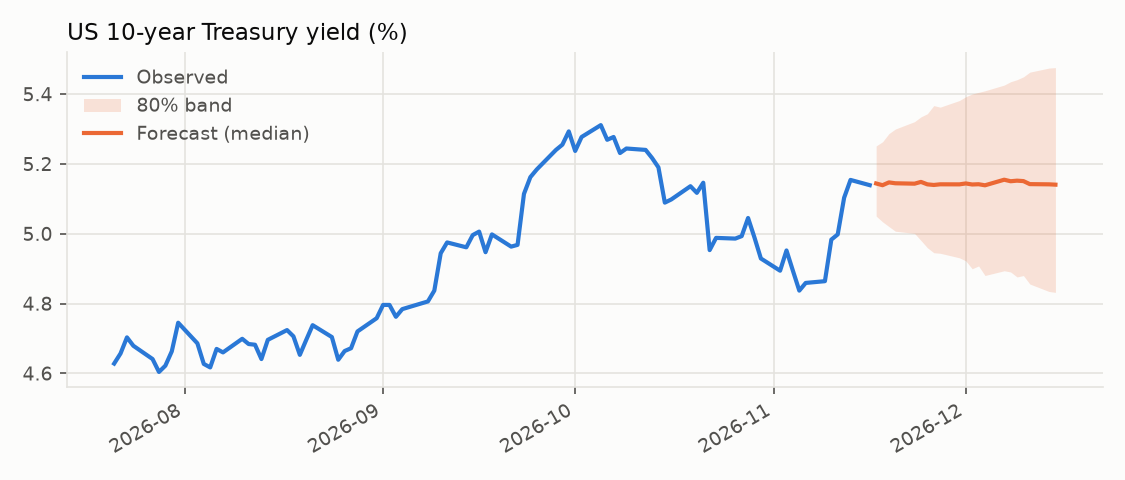 US 10-year Treasury yield (%)
Observed
80% band
Forecast (median)
5.4
5.2
5.0
4.8
4.6
2026-08
2026-09
2026-10
2026-11
2026-12